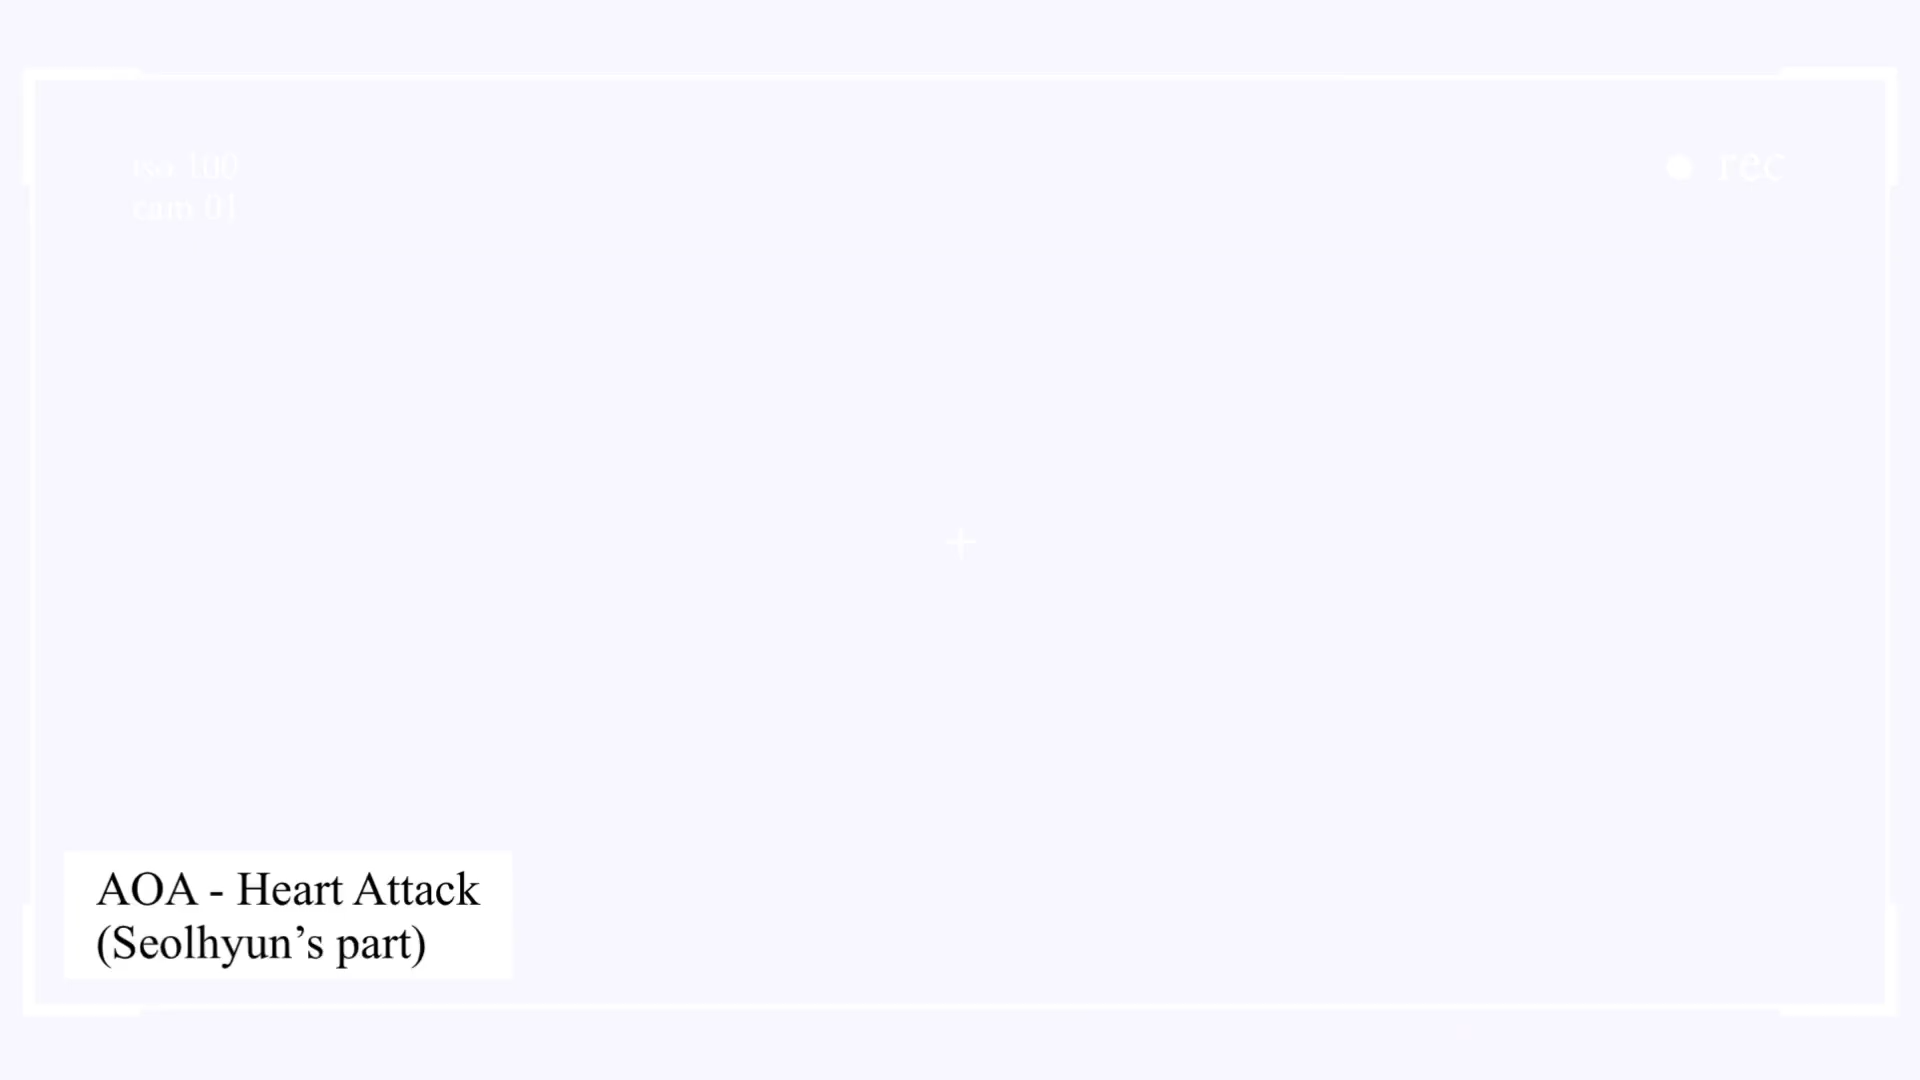 iso 100
● rec
cam 01
+
AOA - Heart Attack
(Seolhyun’s part)